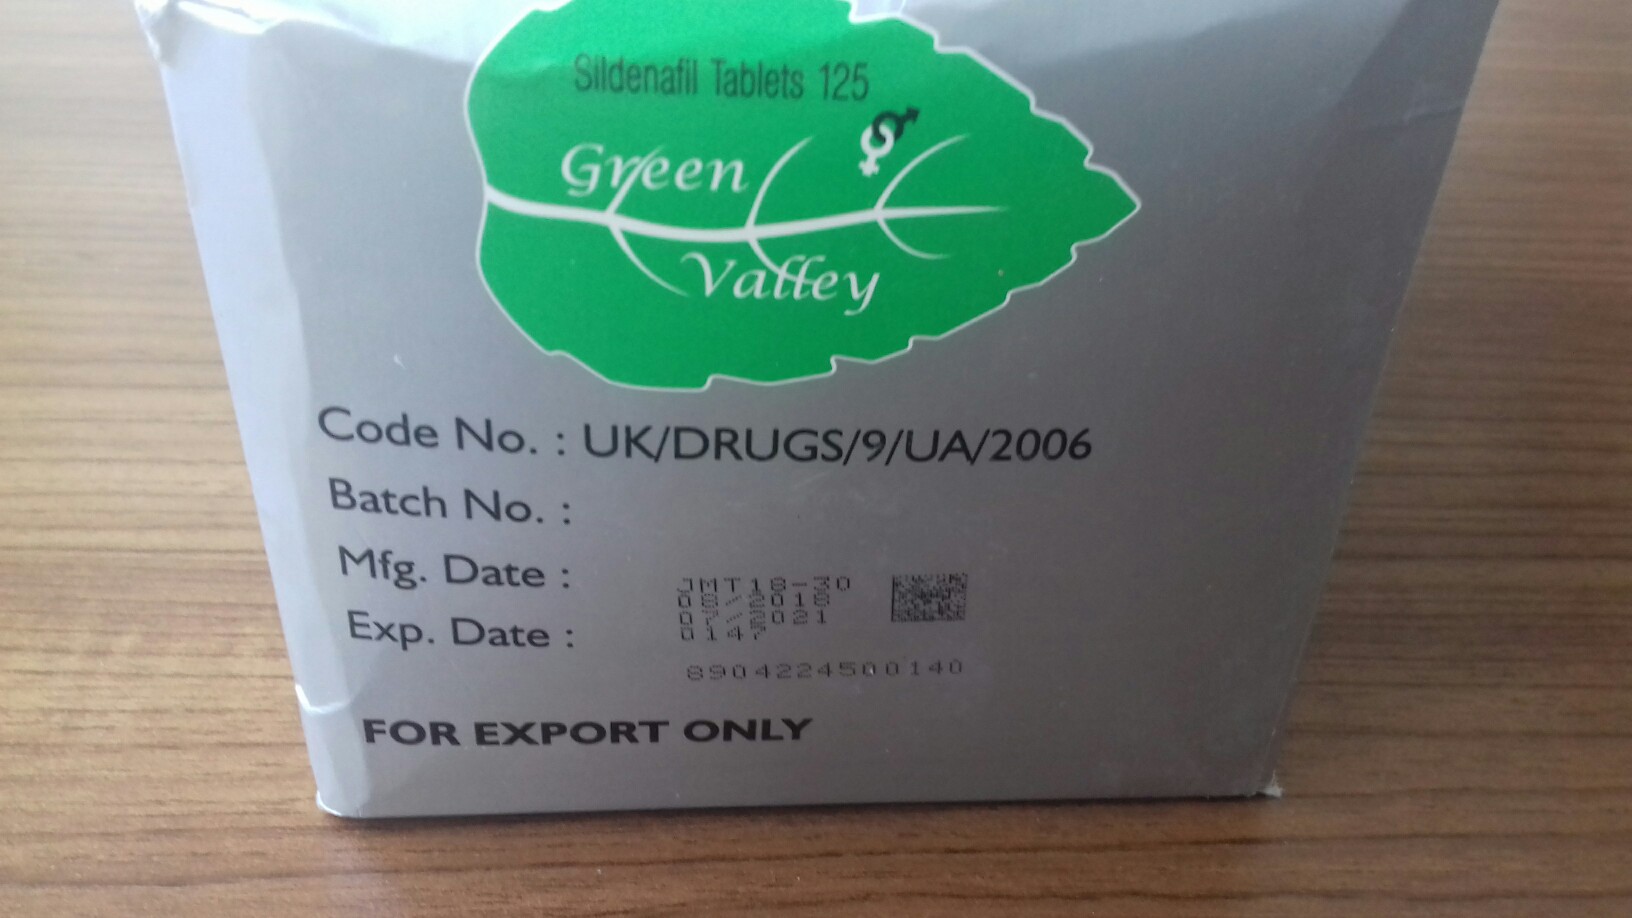 Sildenafil Tablets 125
Green
Valley
Code No. : UK/DRUGS/9/UA/2006
Batch No. :
Mfg. Date :
Exp. Date :
JMT18-30
08/2018
07/2021
0147
8904224500140
FOR EXPORT ONLY